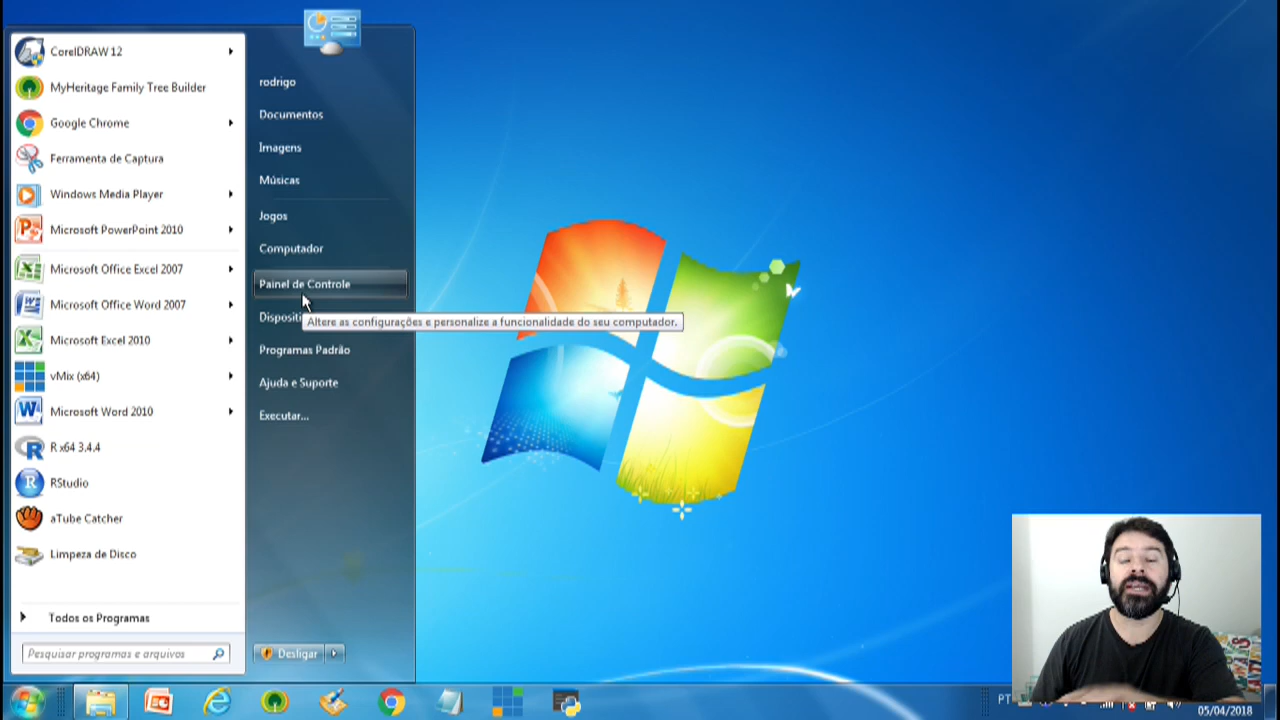 CorelDRAW 12
MyHeritage Family Tree Builder
Google Chrome
Ferramenta de Captura
Windows Media Player
Microsoft PowerPoint 2010
Microsoft Office Excel 2007
Microsoft Office Word 2007
Microsoft Excel 2010
vMix (x64)
Microsoft Word 2010
R x64 3.4.4
RStudio
aTube Catcher
Limpeza de Disco
Todos os Programas
Pesquisar programas e arquivos
rodrigo
Documentos
Imagens
Músicas
Jogos
Computador
Painel de Controle
Altere as configurações e personalize a funcionalidade do seu computador.
Dispositi
Programas Padrão
Ajuda e Suporte
Executar...
Desligar
PT
05/04/2018